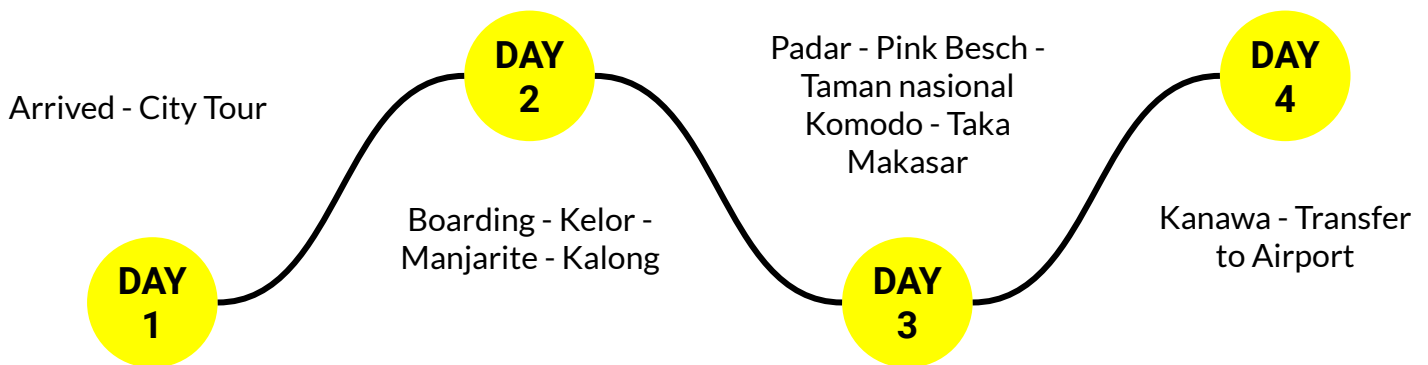 Arrived - City Tour
DAY
1
DAY
2
Boarding - Kelor -
Manjarite - Kalong
Padar - Pink Besch -
Taman nasional
Komodo - Taka
Makasar
DAY
3
DAY
4
Kanawa - Transfer
to Airport